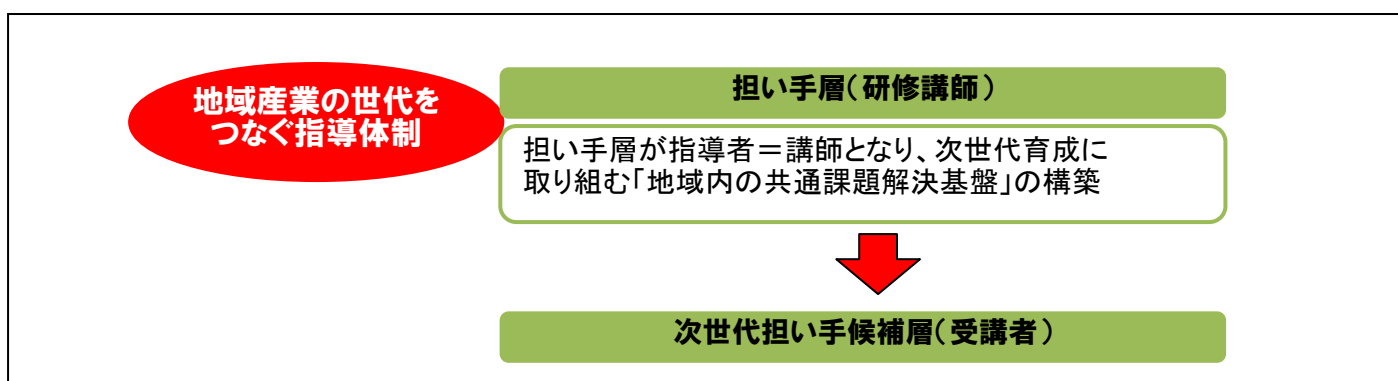 地域産業の世代を
つなぐ指導体制
担い手層(研修講師)
担い手層が指導者=講師となり、次世代育成に
取り組む「地域内の共通課題解決基盤」の構築
次世代担い手候補層(受講者)